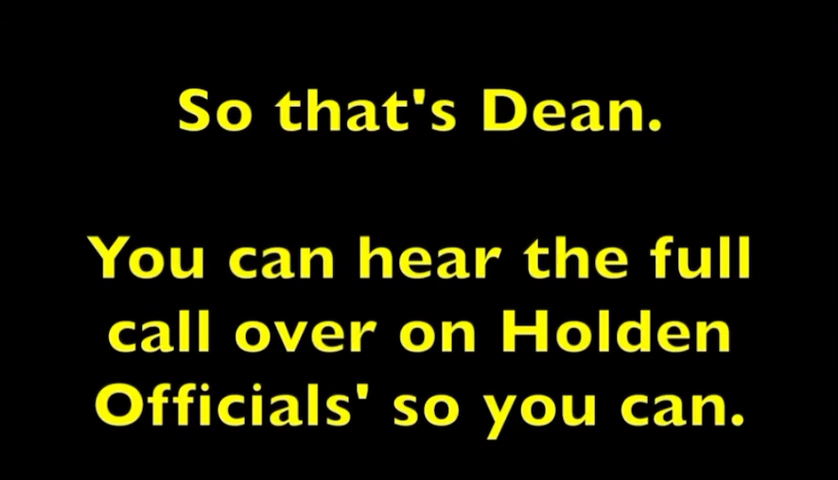 So that's Dean.
You can hear the full
call over on Holden
Officials' so you can.